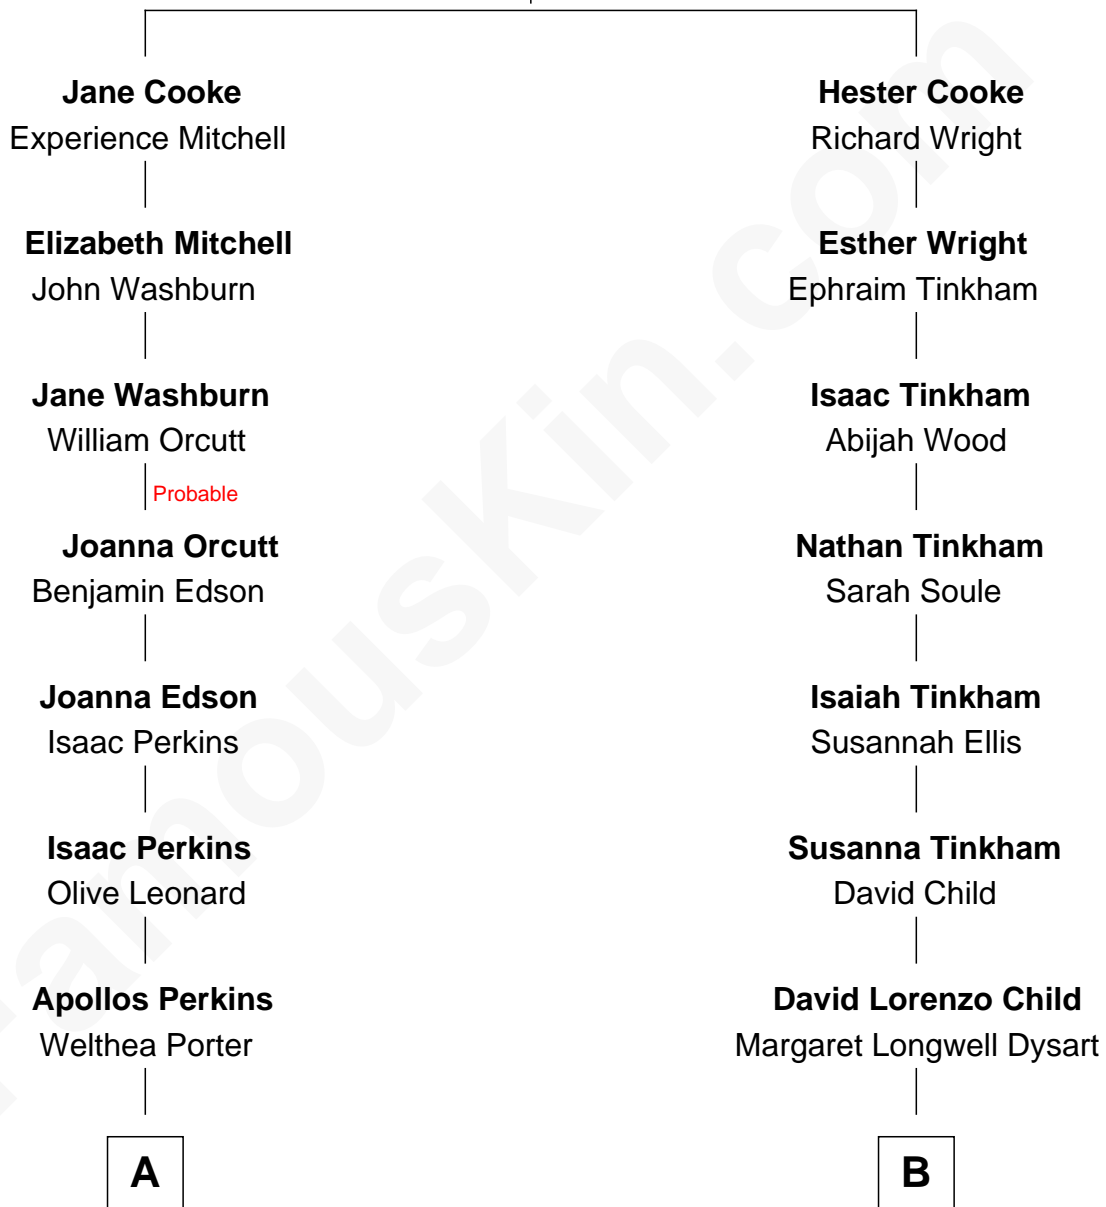 Jane Cooke
Experience Mitchell
Elizabeth Mitchell
John Washburn
Jane Washburn
William Orcutt
Probable
Joanna Orcutt
Benjamin Edson
Joanna Edson
Isaac Perkins
Isaac Perkins
Olive Leonard
Apollos Perkins
Welthea Porter
A
Hester Cooke
Richard Wright
Esther Wright
Ephraim Tinkham
Isaac Tinkham
Abijah Wood
Nathan Tinkham
Sarah Soule
Isaiah Tinkham
Susannah Ellis
Susanna Tinkham
David Child
David Lorenzo Child
Margaret Longwell Dysart
B
FamousKin.com